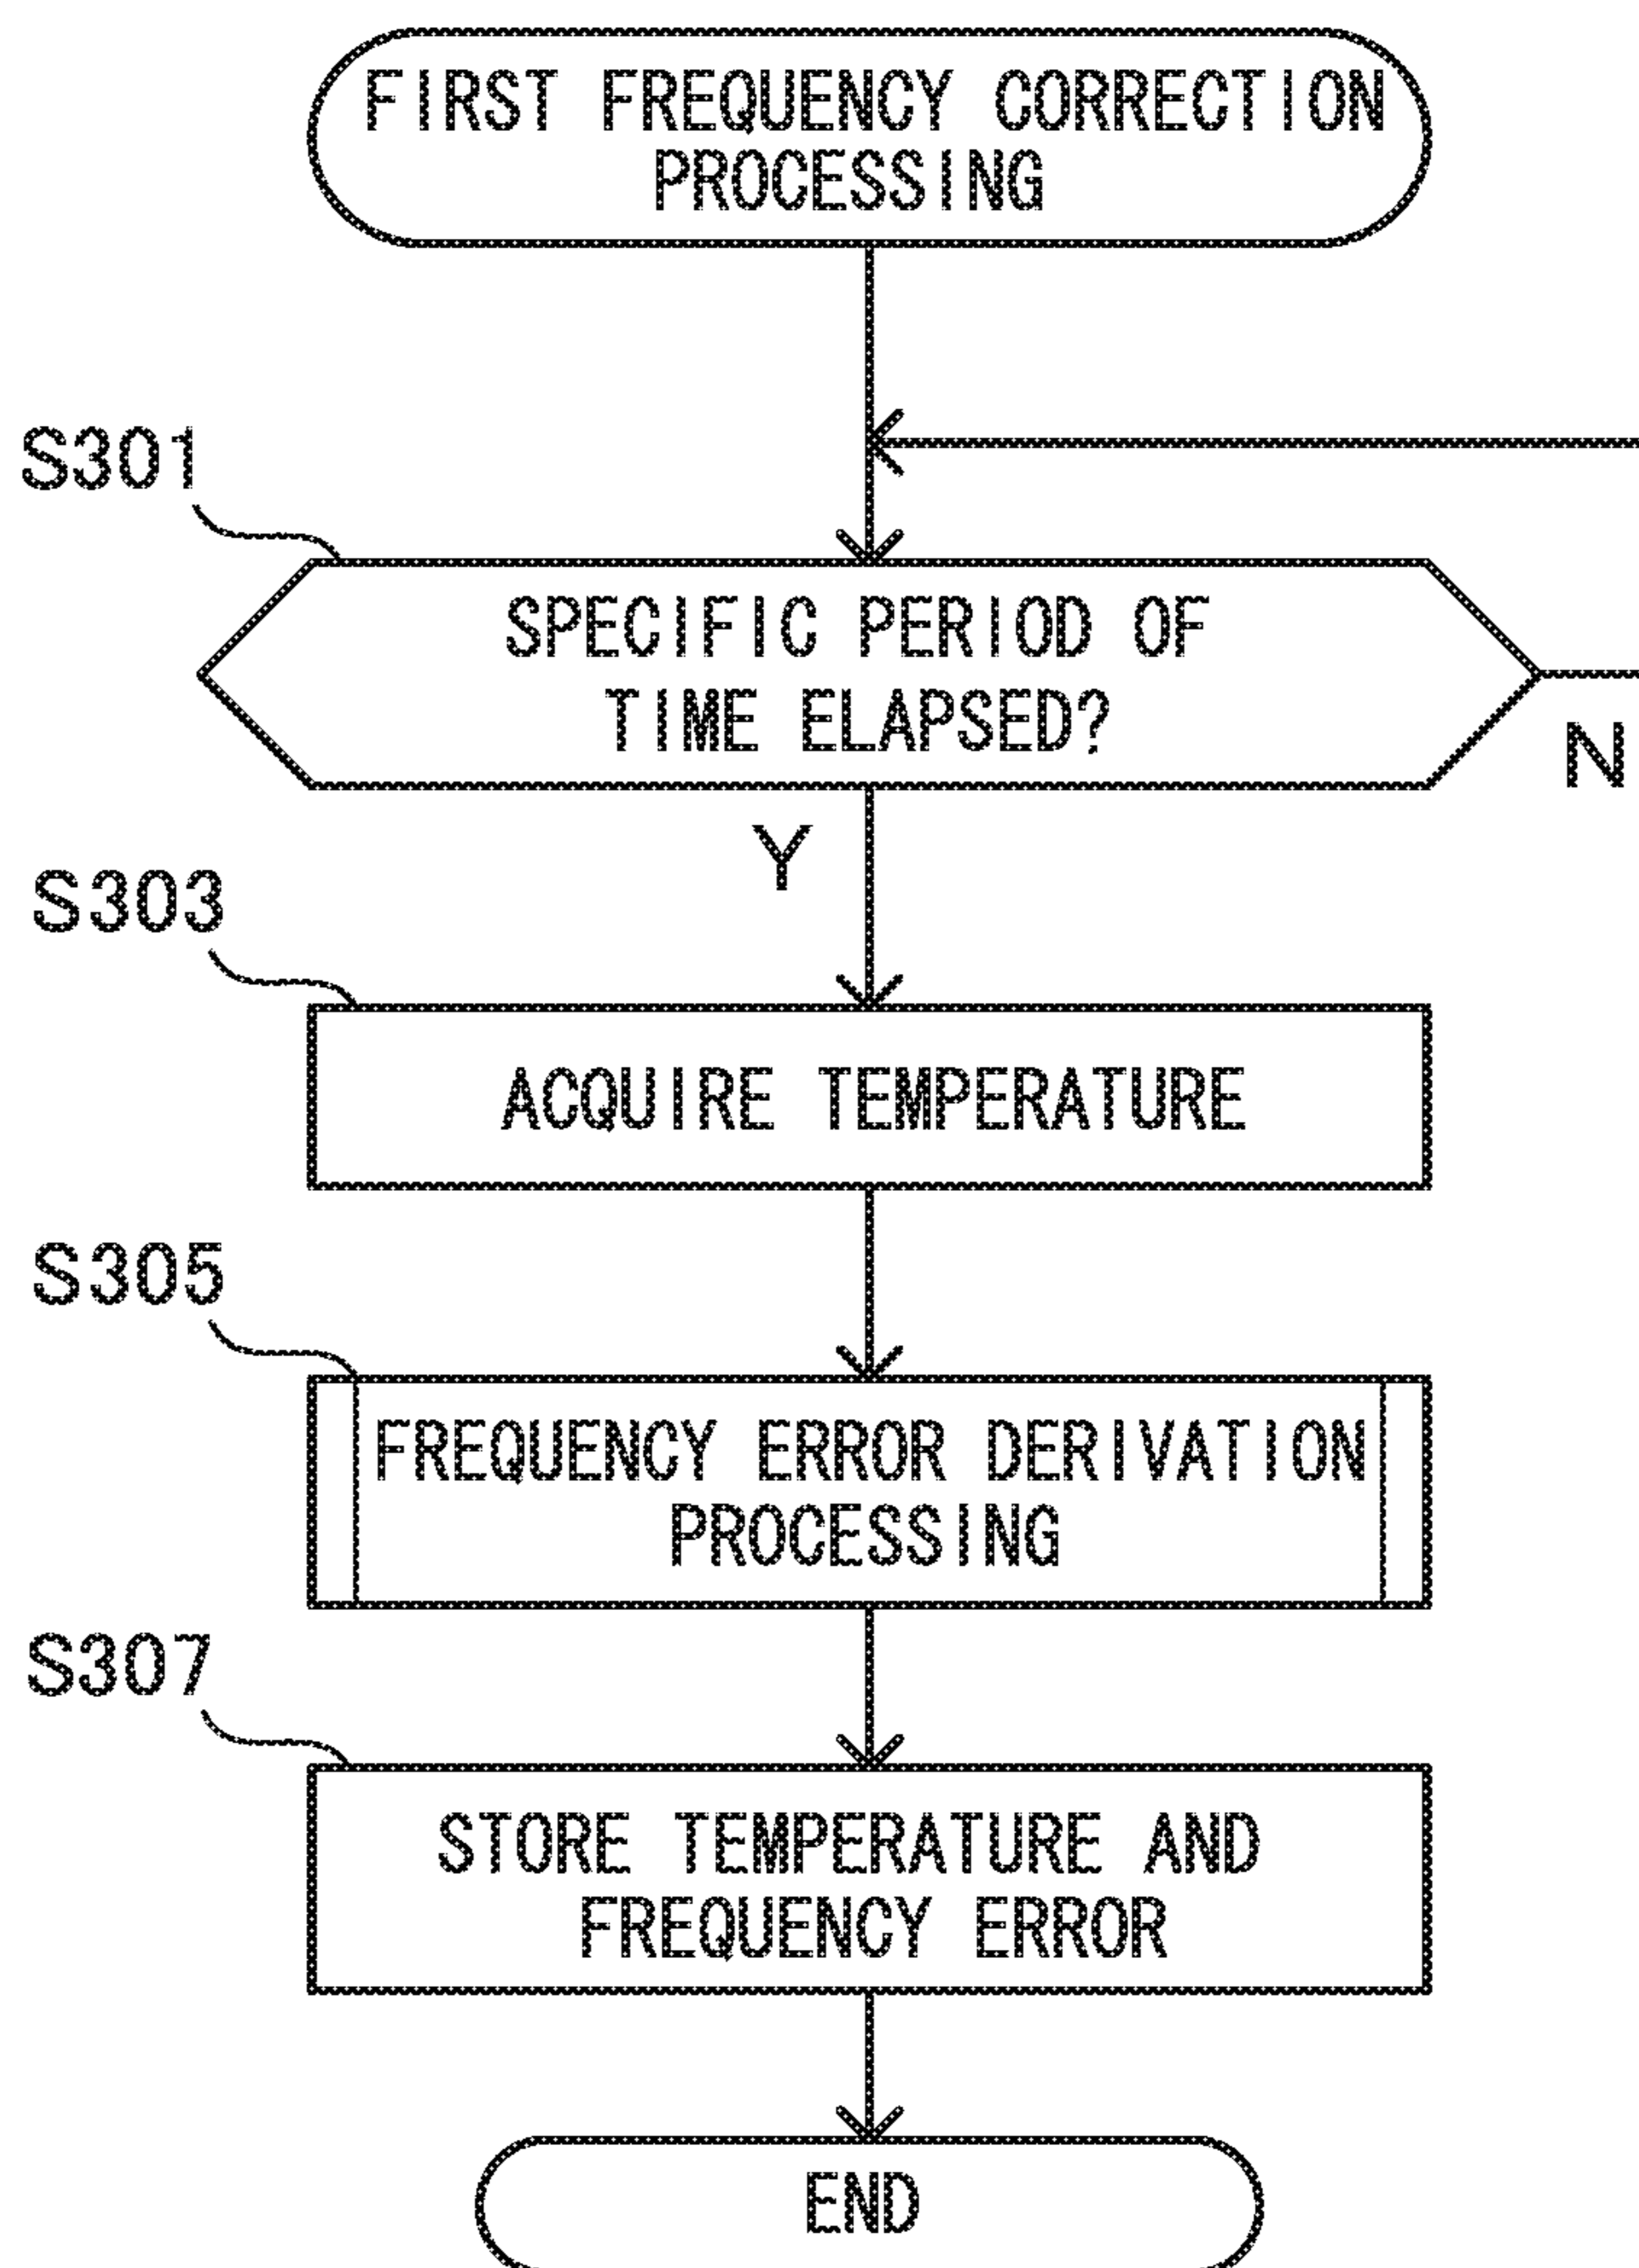 FIRST FREQUENCY CORRECTION
PROCESSING
S301
SPECIFIC PERIOD OF
TIME ELAPSED?
N
Y
S303
ACQUIRE TEMPERATURE
S305
FREQUENCY ERROR DERIVATION
PROCESSING
S307
STORE TEMPERATURE AND
FREQUENCY ERROR
END